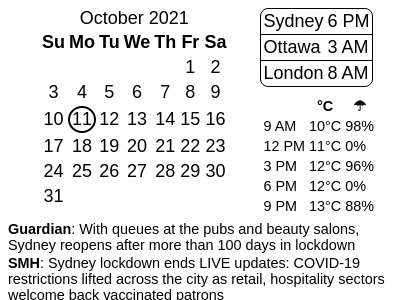 October 2021
Su Mo Tu We Th Fr Sa
1 2
3 4 5 6 7 8 9
10 11 12 13 14 15 16
17 18 19 20 21 22 23
24 25 26 27 28 29 30
31
Sydney 6 PM
Ottawa 3 AM
London 8 AM
°C ☂
9 AM 10°C 98%
12 PM 11°C 0%
3 PM 12°C 96%
6 PM 12°C 0%
9 PM 13°C 88%
Guardian: With queues at the pubs and beauty salons,
Sydney reopens after more than 100 days in lockdown
SMH: Sydney lockdown ends LIVE updates: COVID-19
restrictions lifted across the city as retail, hospitality sectors
welcome back vaccinated patrons